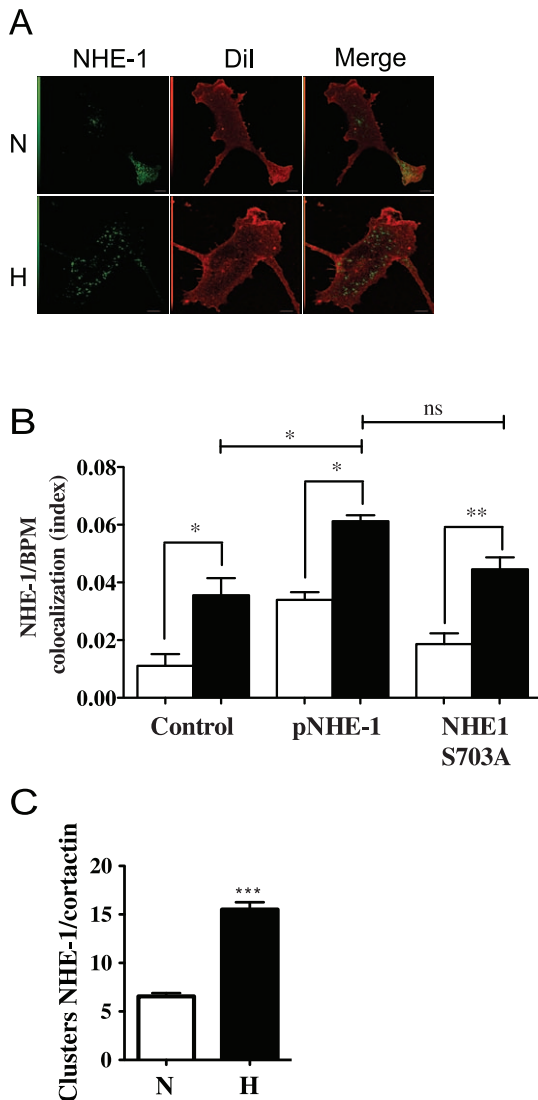 A
NHE-1 DiI Merge
N
H
B
ns
*
*
*
**
NHE-1/BPM
colocalization (index)
0.08
0.06
0.04
0.02
0.00
Control pNHE-1 NHE1
S703A
C
Clusters NHE-1/cortactin
20
15
10
5
0
***
N H